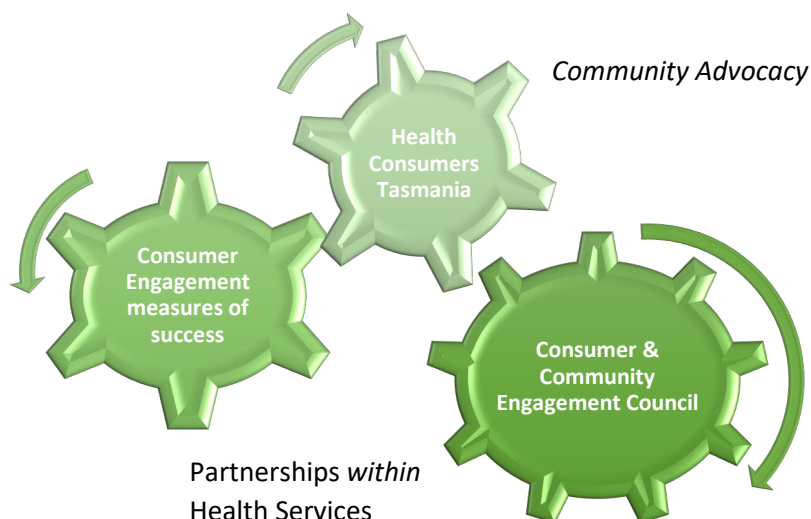 Community Advocacy
Health
Consumers
Tasmania
Consumer
Engagement
measures of
success
Consumer &
Community
Engagement Council
Partnerships within
Health Services